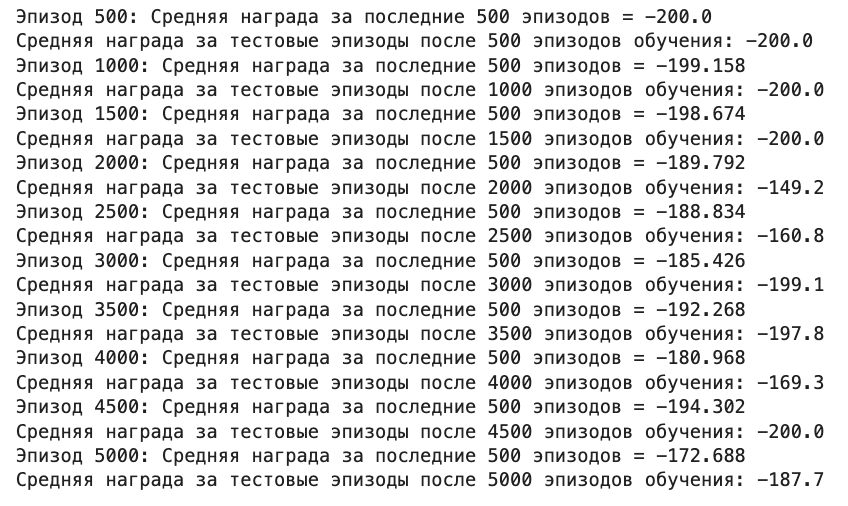 Эпизод 500: Средняя награда за последние 500 эпизодов = -200.0
Средняя награда за тестовые эпизоды после 500 эпизодов обучения: -200.0
Эпизод 1000: Средняя награда за последние 500 эпизодов = -199.158
Средняя награда за тестовые эпизоды после 1000 эпизодов обучения: -200.0
Эпизод 1500: Средняя награда за последние 500 эпизодов = -198.674
Средняя награда за тестовые эпизоды после 1500 эпизодов обучения: -200.0
Эпизод 2000: Средняя награда за последние 500 эпизодов = -189.792
Средняя награда за тестовые эпизоды после 2000 эпизодов обучения: -149.2
Эпизод 2500: Средняя награда за последние 500 эпизодов = -188.834
Средняя награда за тестовые эпизоды после 2500 эпизодов обучения: -160.8
Эпизод 3000: Средняя награда за последние 500 эпизодов = -185.426
Средняя награда за тестовые эпизоды после 3000 эпизодов обучения: -199.1
Эпизод 3500: Средняя награда за последние 500 эпизодов = -192.268
Средняя награда за тестовые эпизоды после 3500 эпизодов обучения: -197.8
Эпизод 4000: Средняя награда за последние 500 эпизодов = -180.968
Средняя награда за тестовые эпизоды после 4000 эпизодов обучения: -169.3
Эпизод 4500: Средняя награда за последние 500 эпизодов = -194.302
Средняя награда за тестовые эпизоды после 4500 эпизодов обучения: -200.0
Эпизод 5000: Средняя награда за последние 500 эпизодов = -172.688
Средняя награда за тестовые эпизоды после 5000 эпизодов обучения: -187.7